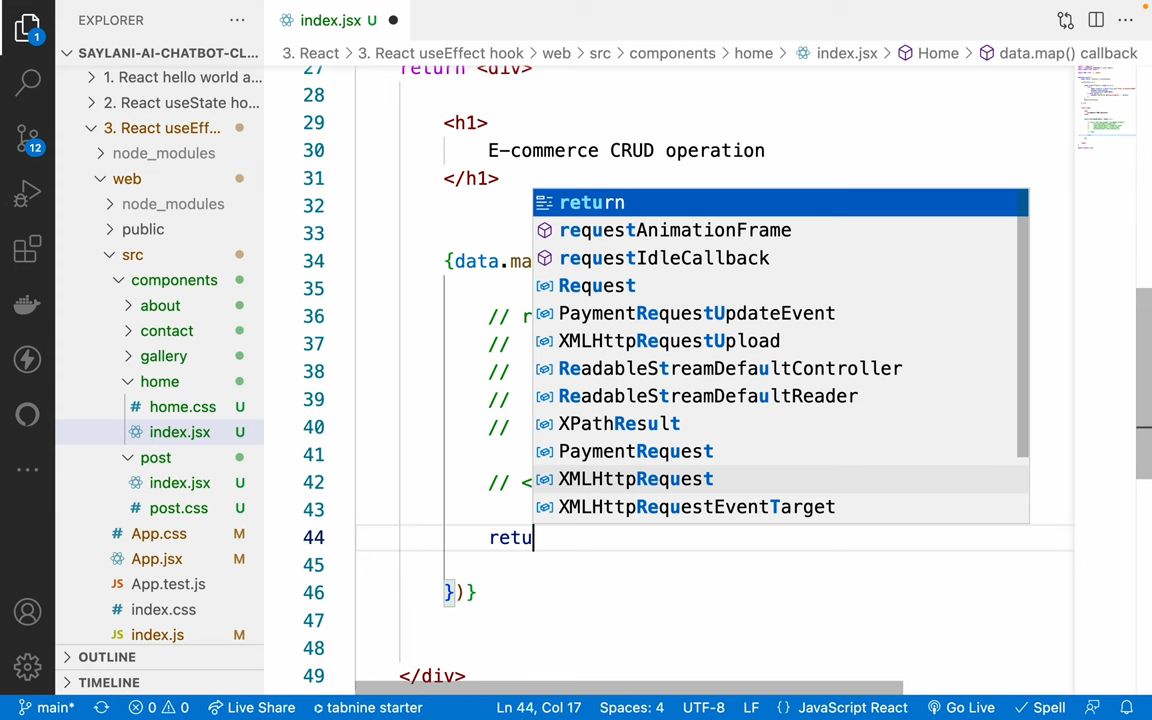 EXPLORER
index.jsx U
SAYLANI-AI-CHATBOT-CL...
3. React > 3. React useEffect hook > web > src > components > home > index.jsx > Home > data.map() callback
1. React hello world a...
2. React useState ho...
3. React useEff...
node_modules
web
node_modules
public
src
components
about
contact
gallery
home
# home.css U
index.jsx U
post
index.jsx U
# post.css U
# App.css M
App.jsx M
JS App.test.js
# index.css
JS index.js M
OUTLINE
TIMELINE
1
12
27 return <div>
28
29 <h1>
30 E-commerce CRUD operation
31 </h1>
32
33
34 {data.ma
35
36 // r
37 //
38 //
39 //
40 //
41
42 // <
43
44 retu
45
46 })}
47
48
49 </div>
return
requestAnimationFrame
requestIdleCallback
Request
PaymentRequestUpdateEvent
XMLHttpRequestUpload
ReadableStreamDefaultController
ReadableStreamDefaultReader
XPathResult
PaymentRequest
XMLHttpRequest
XMLHttpRequestEventTarget
main* 0 0 Live Share tabnine starter Ln 44, Col 17 Spaces: 4 UTF-8 LF {} JavaScript React Go Live Spell